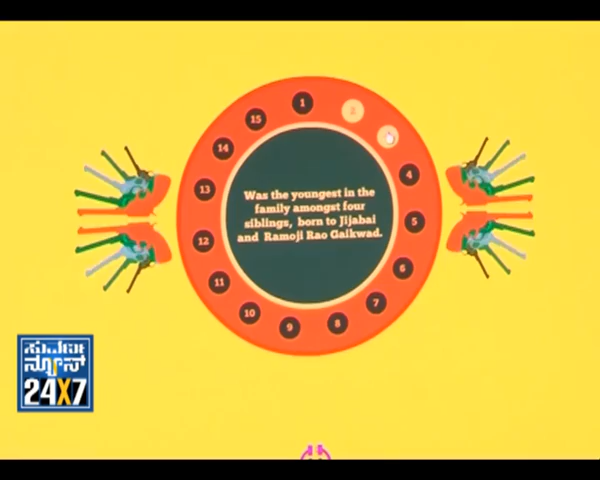 1
2
15
14
4
13
Was the youngest in the
family amongst four
siblings, born to Jijabai
and Ramoji Rao Gaikwad.
5
12
6
11
7
10
8
9
ಸುವರ್ಣ
ನ್ಯೂಸ್
24X7